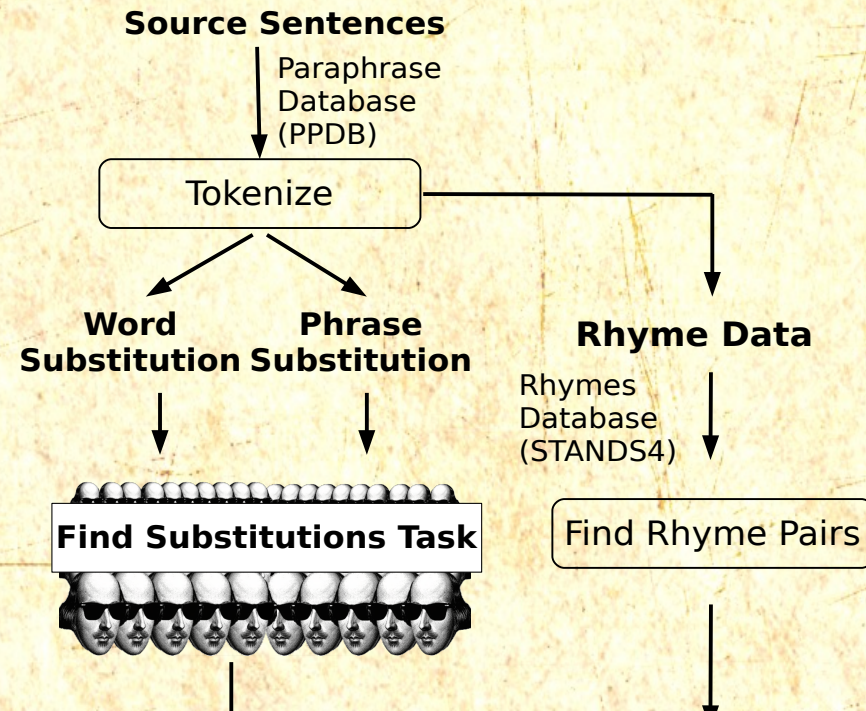 Source Sentences
Paraphrase
Database
(PPDB)
Tokenize
Word
Substitution
Phrase
Substitution
Rhyme Data
Rhymes
Database
(STANDS4)
Find Substitutions Task
Find Rhyme Pairs